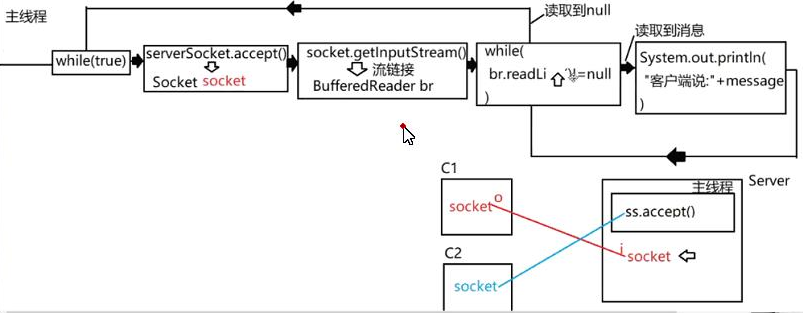 主线程
读取到null
读取到消息
while(true)
serverSocket.accept()
Socket socket
socket.getInputStream()
流链接
BufferedReader br
while(
br.readLi
!=null
)
System.out.println(
"客户端说:"+message
)
C1
socket
o
C2
socket
Server
主线程
ss.accept()
i
socket